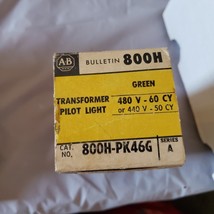 AB
BULLETIN 800H
GREEN
TRANSFORMER 480 V - 60 CY
PILOT LIGHT or 440 V - 50 CY
CAT. NO. 800H-PK46G SERIES A